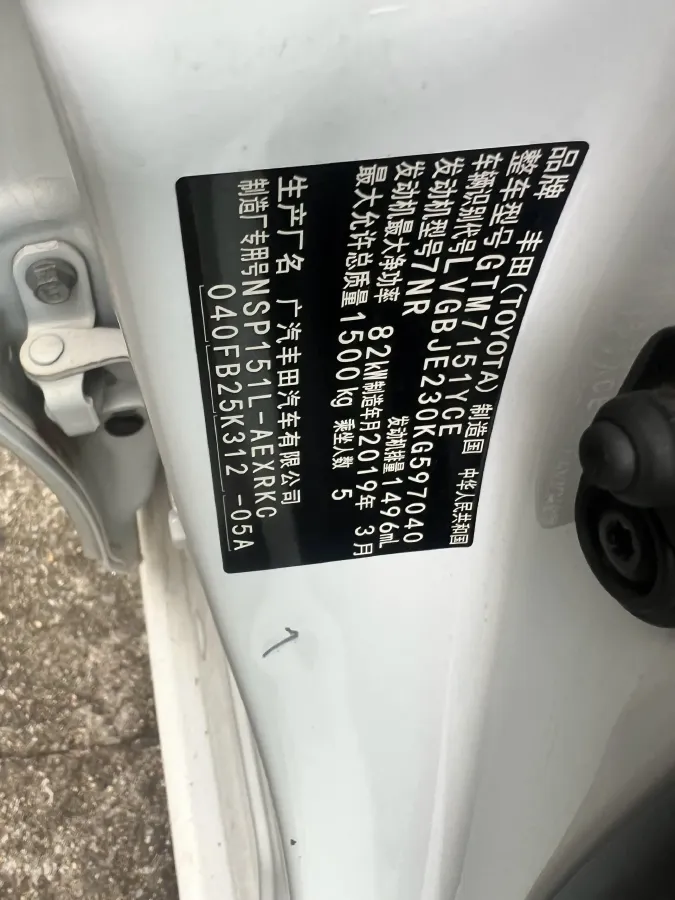 品牌 丰田(TOYOTA) 制造国 中华人民共和国
整车型号 GTM7151YGE
车辆识别代号 LVGBJE230KG597040
发动机型号 7NR 发动机排量 1496mL
发动机最大净功率 82kW 制造年月 2019年 3月
最大允许总质量 1500kg 乘坐人数 5
生产厂名 广汽丰田汽车有限公司
制造厂专用号 NSP151L-AEXRKC
040FB25K312 -05A